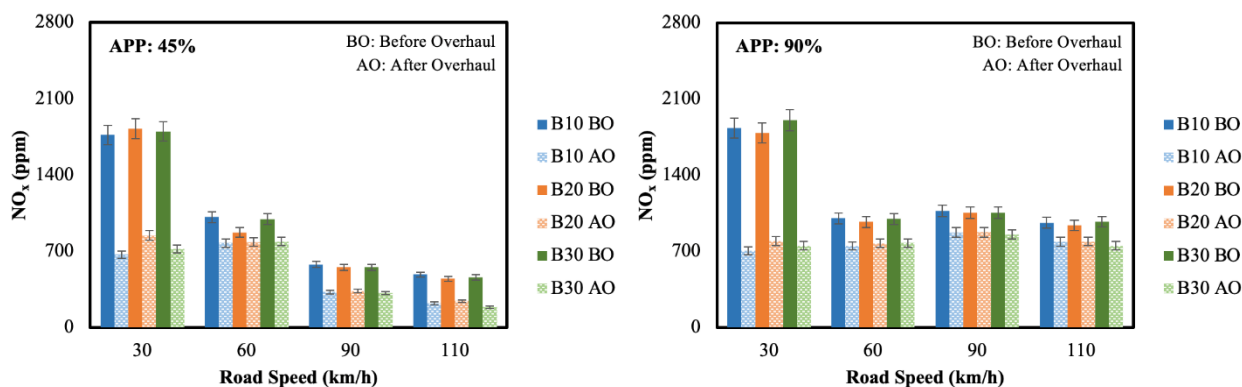 2800
2100
1400
700
0
NOₓ (ppm)
APP: 45%
BO: Before Overhaul
AO: After Overhaul
30 60 90 110
Road Speed (km/h)
B10 BO
B10 AO
B20 BO
B20 AO
B30 BO
B30 AO
2800
2100
1400
700
0
NOₓ (ppm)
APP: 90%
BO: Before Overhaul
AO: After Overhaul
30 60 90 110
Road Speed (km/h)
B10 BO
B10 AO
B20 BO
B20 AO
B30 BO
B30 AO